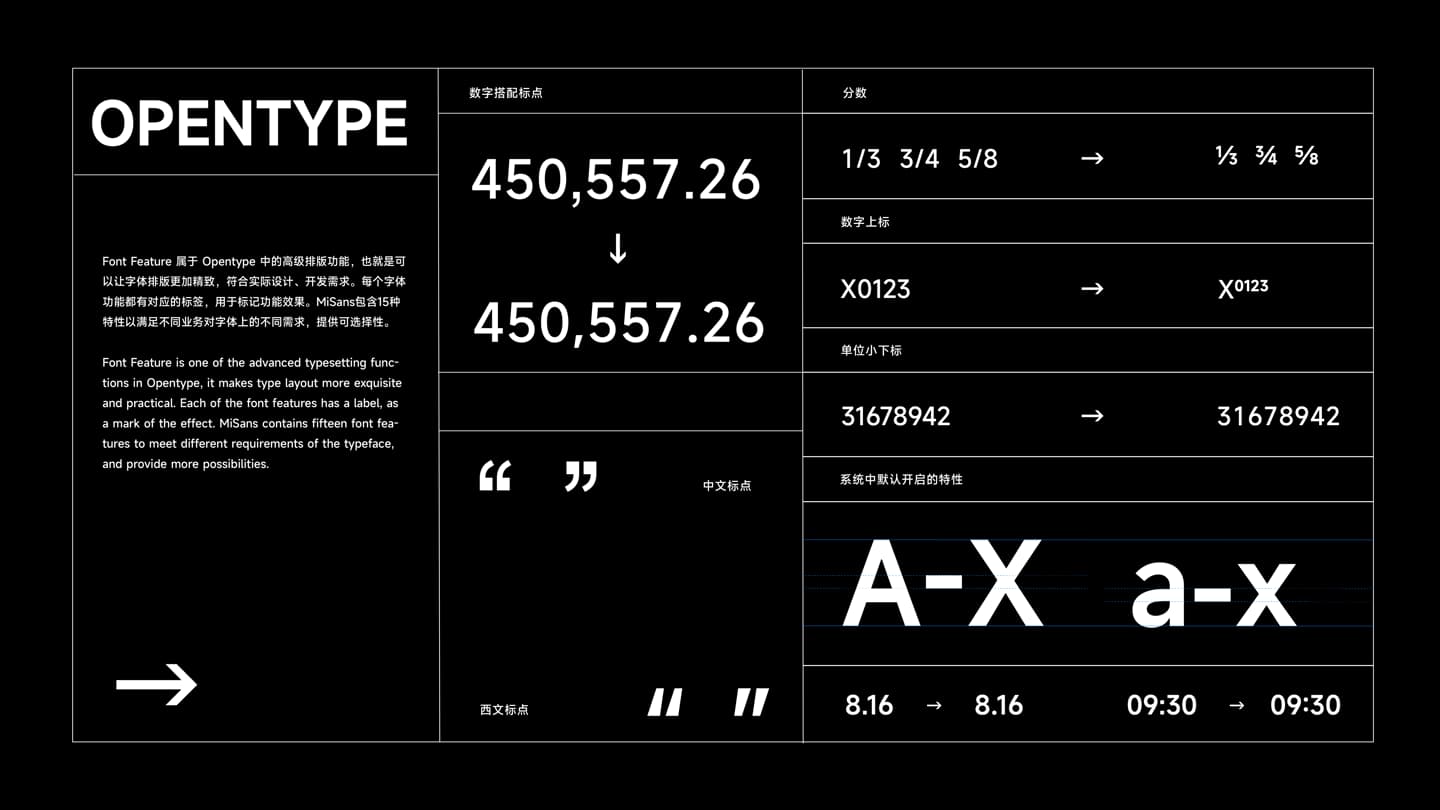 OPENTYPE
Font Feature 属于 Opentype 中的高级排版功能，也就是可
以让字体排版更加精致，符合实际设计、开发需求。每个字体
功能都有对应的标签，用于标记功能效果。MiSans包含15种
特性以满足不同业务对字体上的不同需求，提供可选择性。
Font Feature is one of the advanced typesetting func-
tions in Opentype, it makes type layout more exquisite
and practical. Each of the font features has a label, as
a mark of the effect. MiSans contains fifteen font fea-
tures to meet different requirements of the typeface,
and provide more possibilities.
→
数字搭配标点
450,557.26
↓
450,557.26
“ ” 中文标点
西文标点 “ ”
分数
1/3 3/4 5/8 → ⅓ ¾ ⅝
数字上标
X0123 → X⁰¹²³
单位小下标
31678942 → 31678942
系统中默认开启的特性
A-X a-x
8.16 → 8.16 09:30 → 09:30